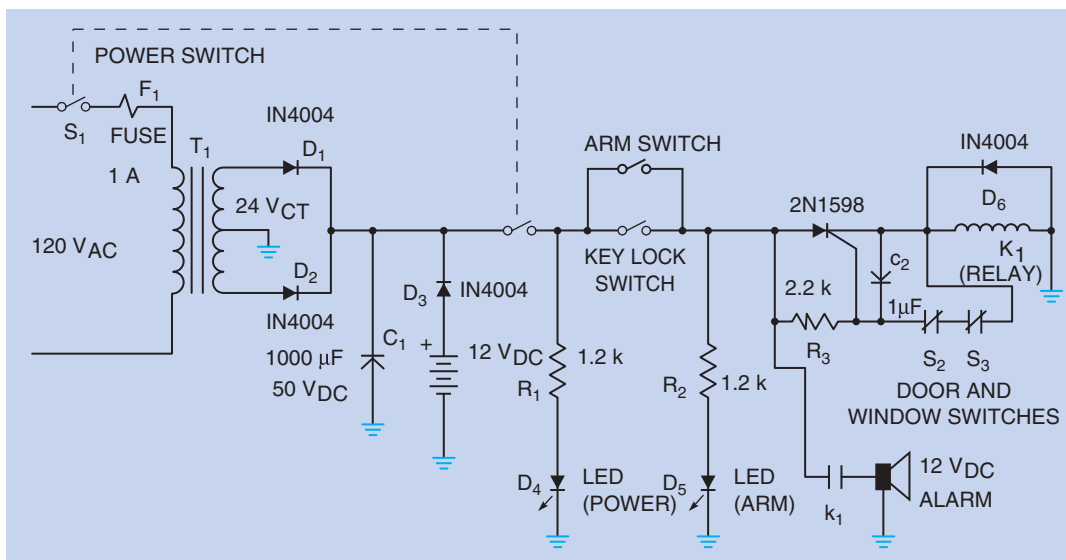 POWER SWITCH
F1
S1
FUSE
1 A
T1
120 VAC
IN4004
D1
24 VCT
D2
IN4004
1000 μF
50 VDC
C1
D3
IN4004
+
12 VDC
R1
1.2 k
D4
LED
(POWER)
ARM SWITCH
KEY LOCK
SWITCH
R2
1.2 k
D5
LED
(ARM)
2N1598
2.2 k
R3
c2
1μF
IN4004
D6
K1
(RELAY)
S2
S3
DOOR AND
WINDOW SWITCHES
k1
12 VDC
ALARM